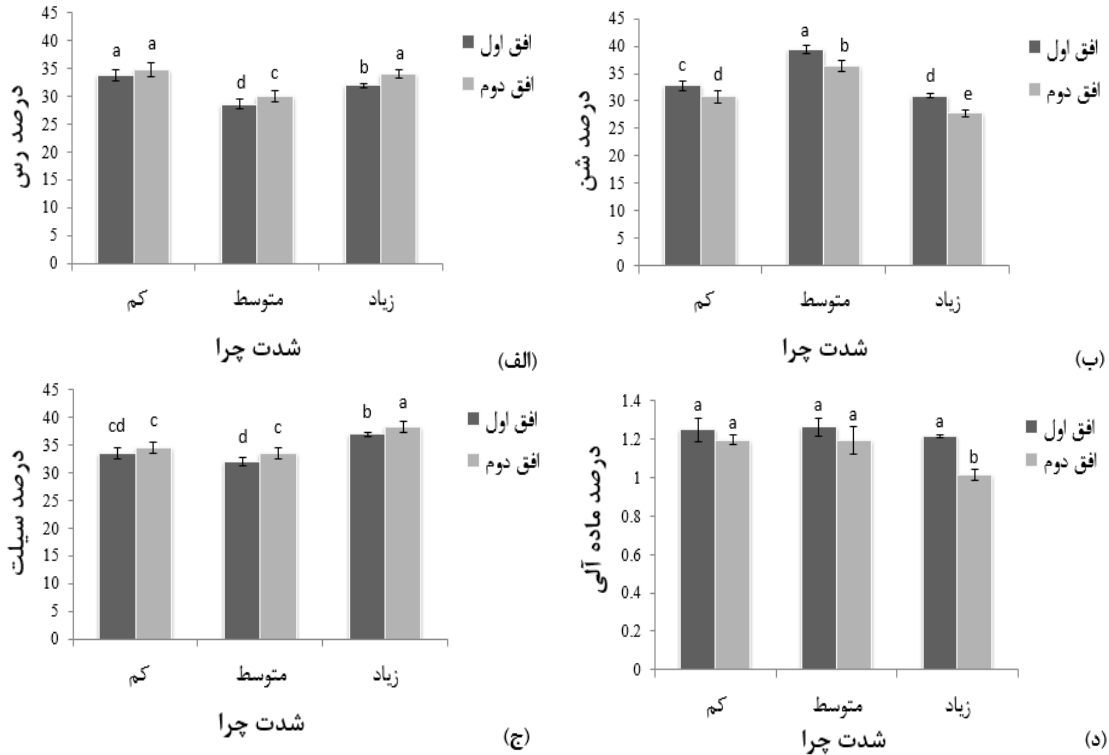 درصد رس
45
40
35
30
25
20
15
10
5
0
a a
d c
b a
کم متوسط زیاد
شدت چرا
افق اول
افق دوم
(الف)
درصد شن
45
40
35
30
25
20
15
10
5
0
c d
a b
d e
کم متوسط زیاد
شدت چرا
افق اول
افق دوم
(ب)
درصد سیلت
45
40
35
30
25
20
15
10
5
0
cd c
d c
b a
کم متوسط زیاد
شدت چرا
افق اول
افق دوم
(ج)
درصد ماده آلی
1.4
1.2
1
0.8
0.6
0.4
0.2
0
a a
a a
a b
کم متوسط زیاد
شدت چرا
افق اول
افق دوم
(د)